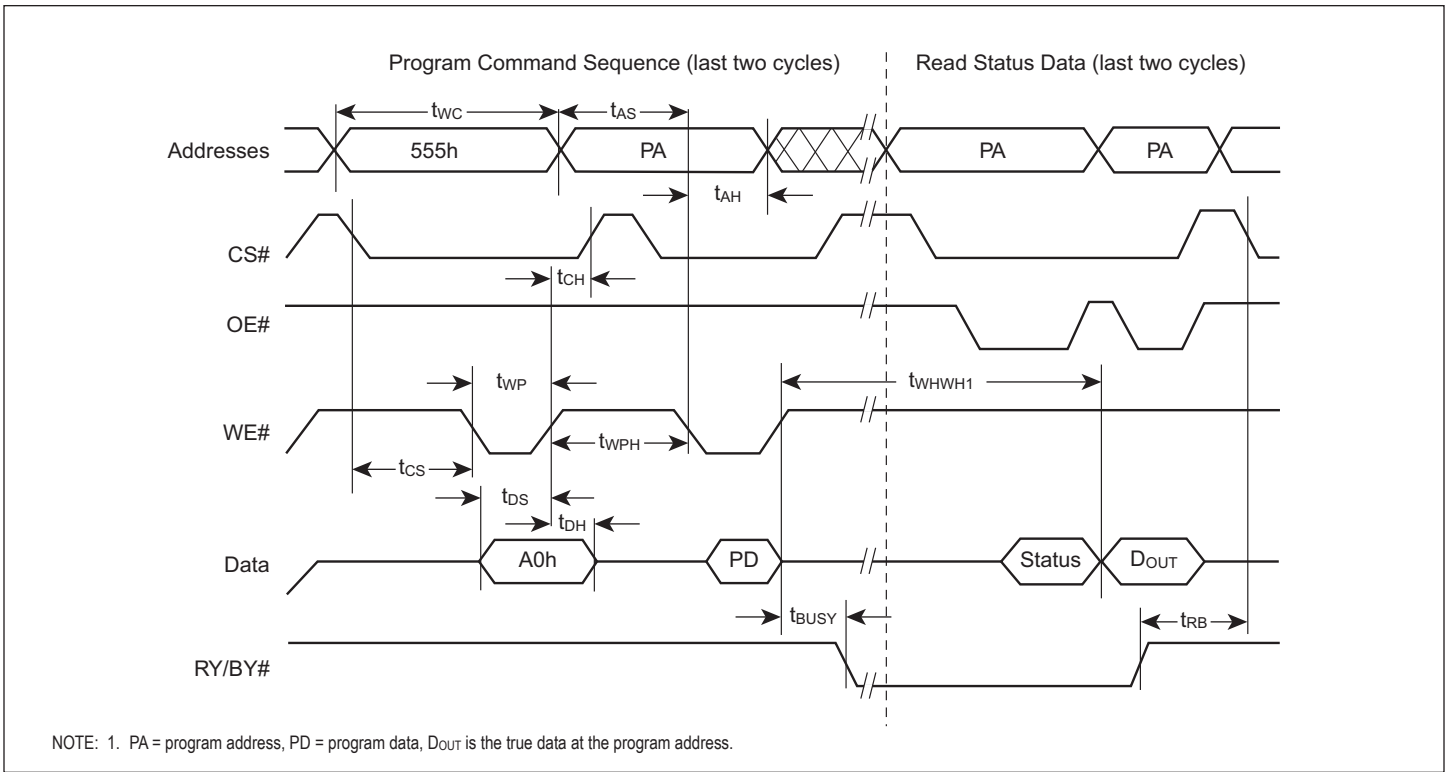 Program Command Sequence (last two cycles)
Read Status Data (last two cycles)
tWC
tAS
Addresses
555h
PA
PA
PA
tAH
CS#
tCH
OE#
tWP
tWHWH1
WE#
tWPH
tCS
tDS
tDH
Data
A0h
PD
Status
DOUT
tBUSY
tRB
RY/BY#
NOTE: 1. PA = program address, PD = program data, DOUT is the true data at the program address.